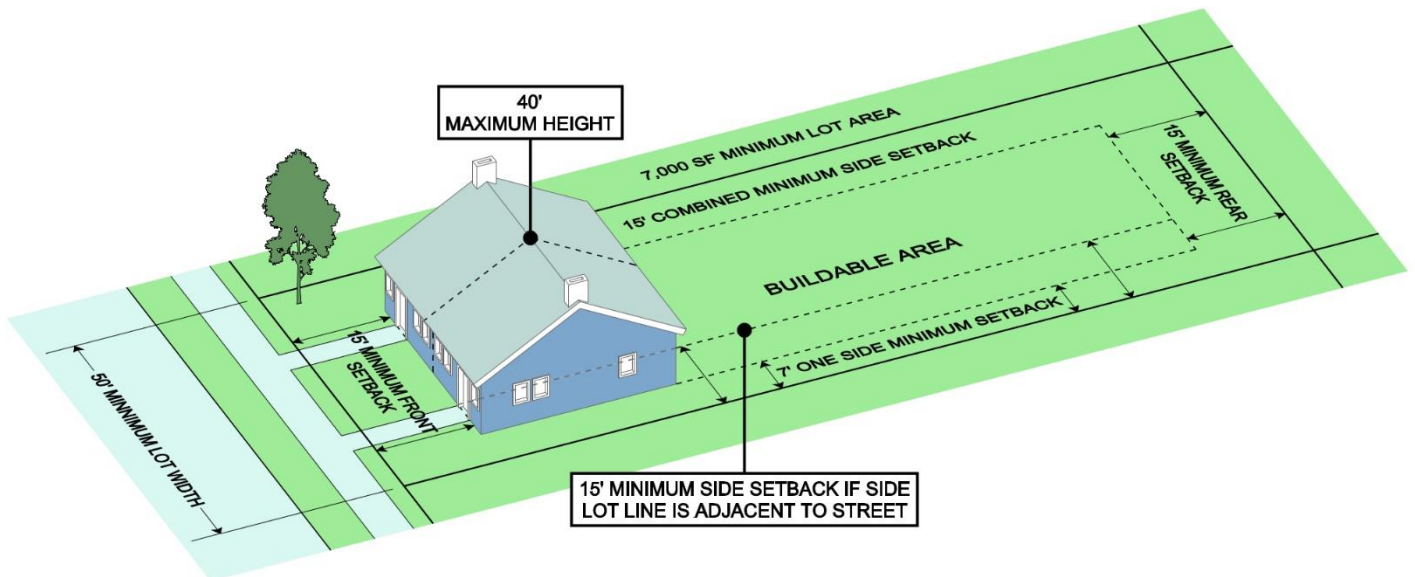 40'
MAXIMUM HEIGHT
7,000 SF MINIMUM LOT AREA
15' COMBINED MINIMUM SIDE SETBACK
15' MINIMUM REAR
SETBACK
BUILDABLE AREA
7' ONE SIDE MINIMUM SETBACK
15' MINIMUM FRONT
SETBACK
50' MINNIMUM LOT WIDTH
15' MINIMUM SIDE SETBACK IF SIDE
LOT LINE IS ADJACENT TO STREET